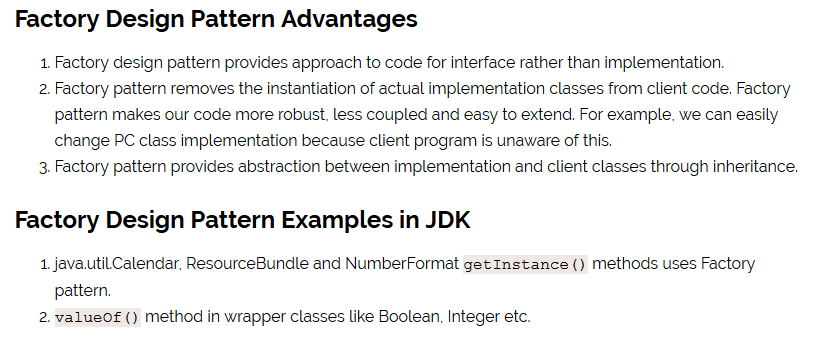 Factory Design Pattern Advantages
1. Factory design pattern provides approach to code for interface rather than implementation.
2. Factory pattern removes the instantiation of actual implementation classes from client code. Factory
pattern makes our code more robust, less coupled and easy to extend. For example, we can easily
change PC class implementation because client program is unaware of this.
3. Factory pattern provides abstraction between implementation and client classes through inheritance.
Factory Design Pattern Examples in JDK
1. java.util.Calendar, ResourceBundle and NumberFormat getInstance() methods uses Factory
pattern.
2. valueOf() method in wrapper classes like Boolean, Integer etc.